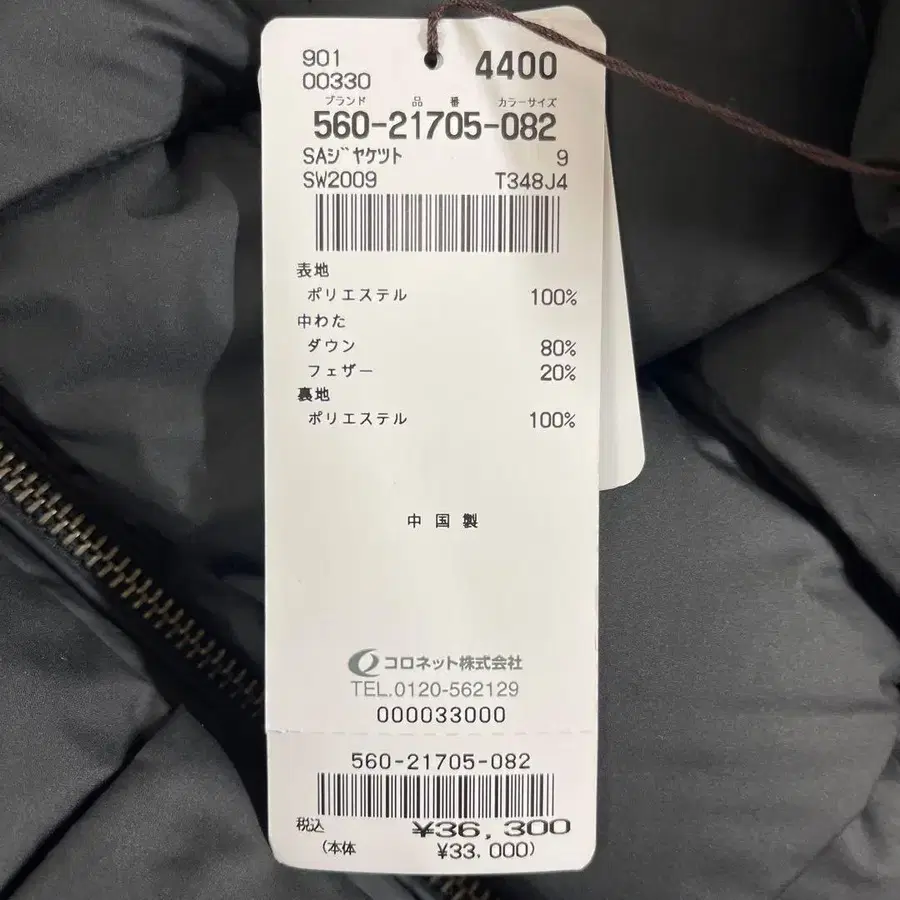 901
4400
00330
ブランド 品番 カラーサイズ
560-21705-082
SAジャケツト 9
SW2009 T348J4
表地
ポリエステル 100%
中わた
ダウン 80%
フェザー 20%
裏地
ポリエステル 100%
中国製
コロネット株式会社
TEL.0120-562129
000033000
560-21705-082
税込 ¥36,300
(本体 ¥33,000)